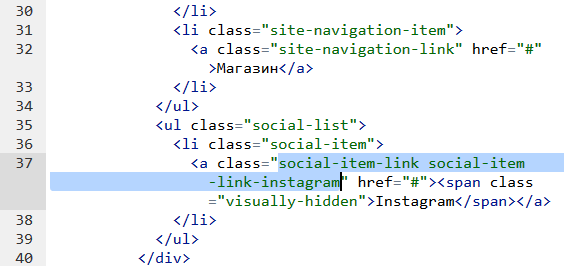 30 </li>
31 <li class="site-navigation-item">
32 <a class="site-navigation-link" href="#"
>Магазин</a>
33 </li>
34 </ul>
35 <ul class="social-list">
36 <li class="social-item">
37 <a class="social-item-link social-item
-link-instagram" href="#"><span class
="visually-hidden">Instagram</span></a>
38 </li>
39 </ul>
40 </div>